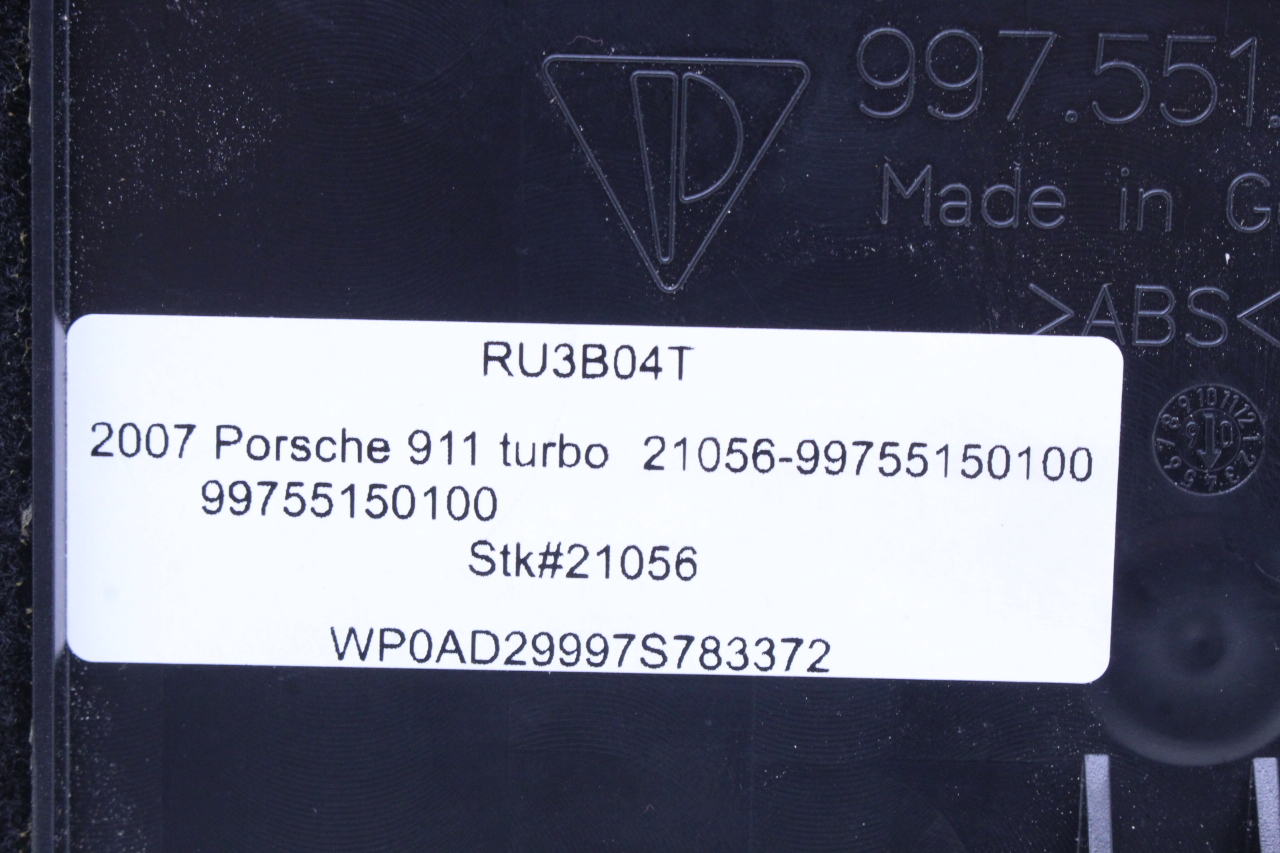 997.551.
Made in G
>ABS<
RU3B04T
2007 Porsche 911 turbo 21056-99755150100
99755150100
Stk#21056
WP0AD29997S783372